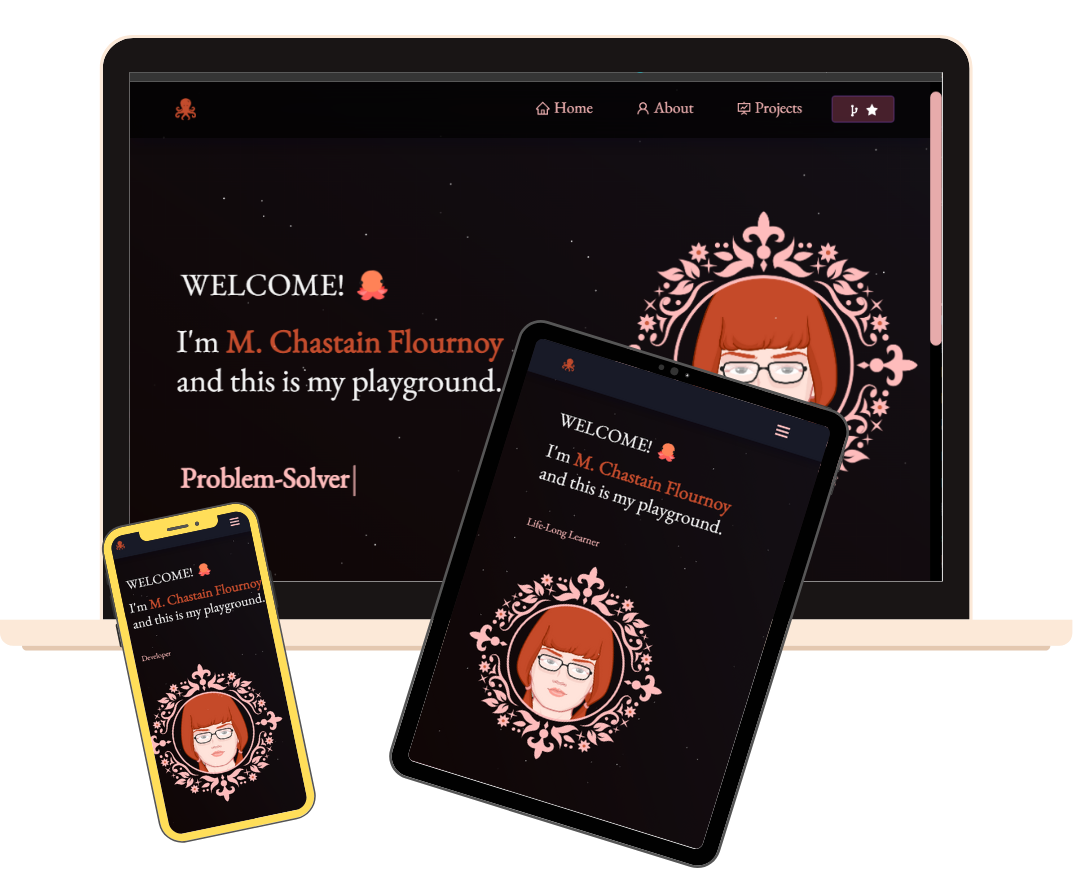 Home About Projects
WELCOME!
I'm M. Chastain Flournoy
and this is my playground.
Problem-Solver
WELCOME!
I'm M. Chastain Flournoy
and this is my playground.
Life-Long Learner
WELCOME!
I'm M. Chastain Flournoy
and this is my playground.
Developer